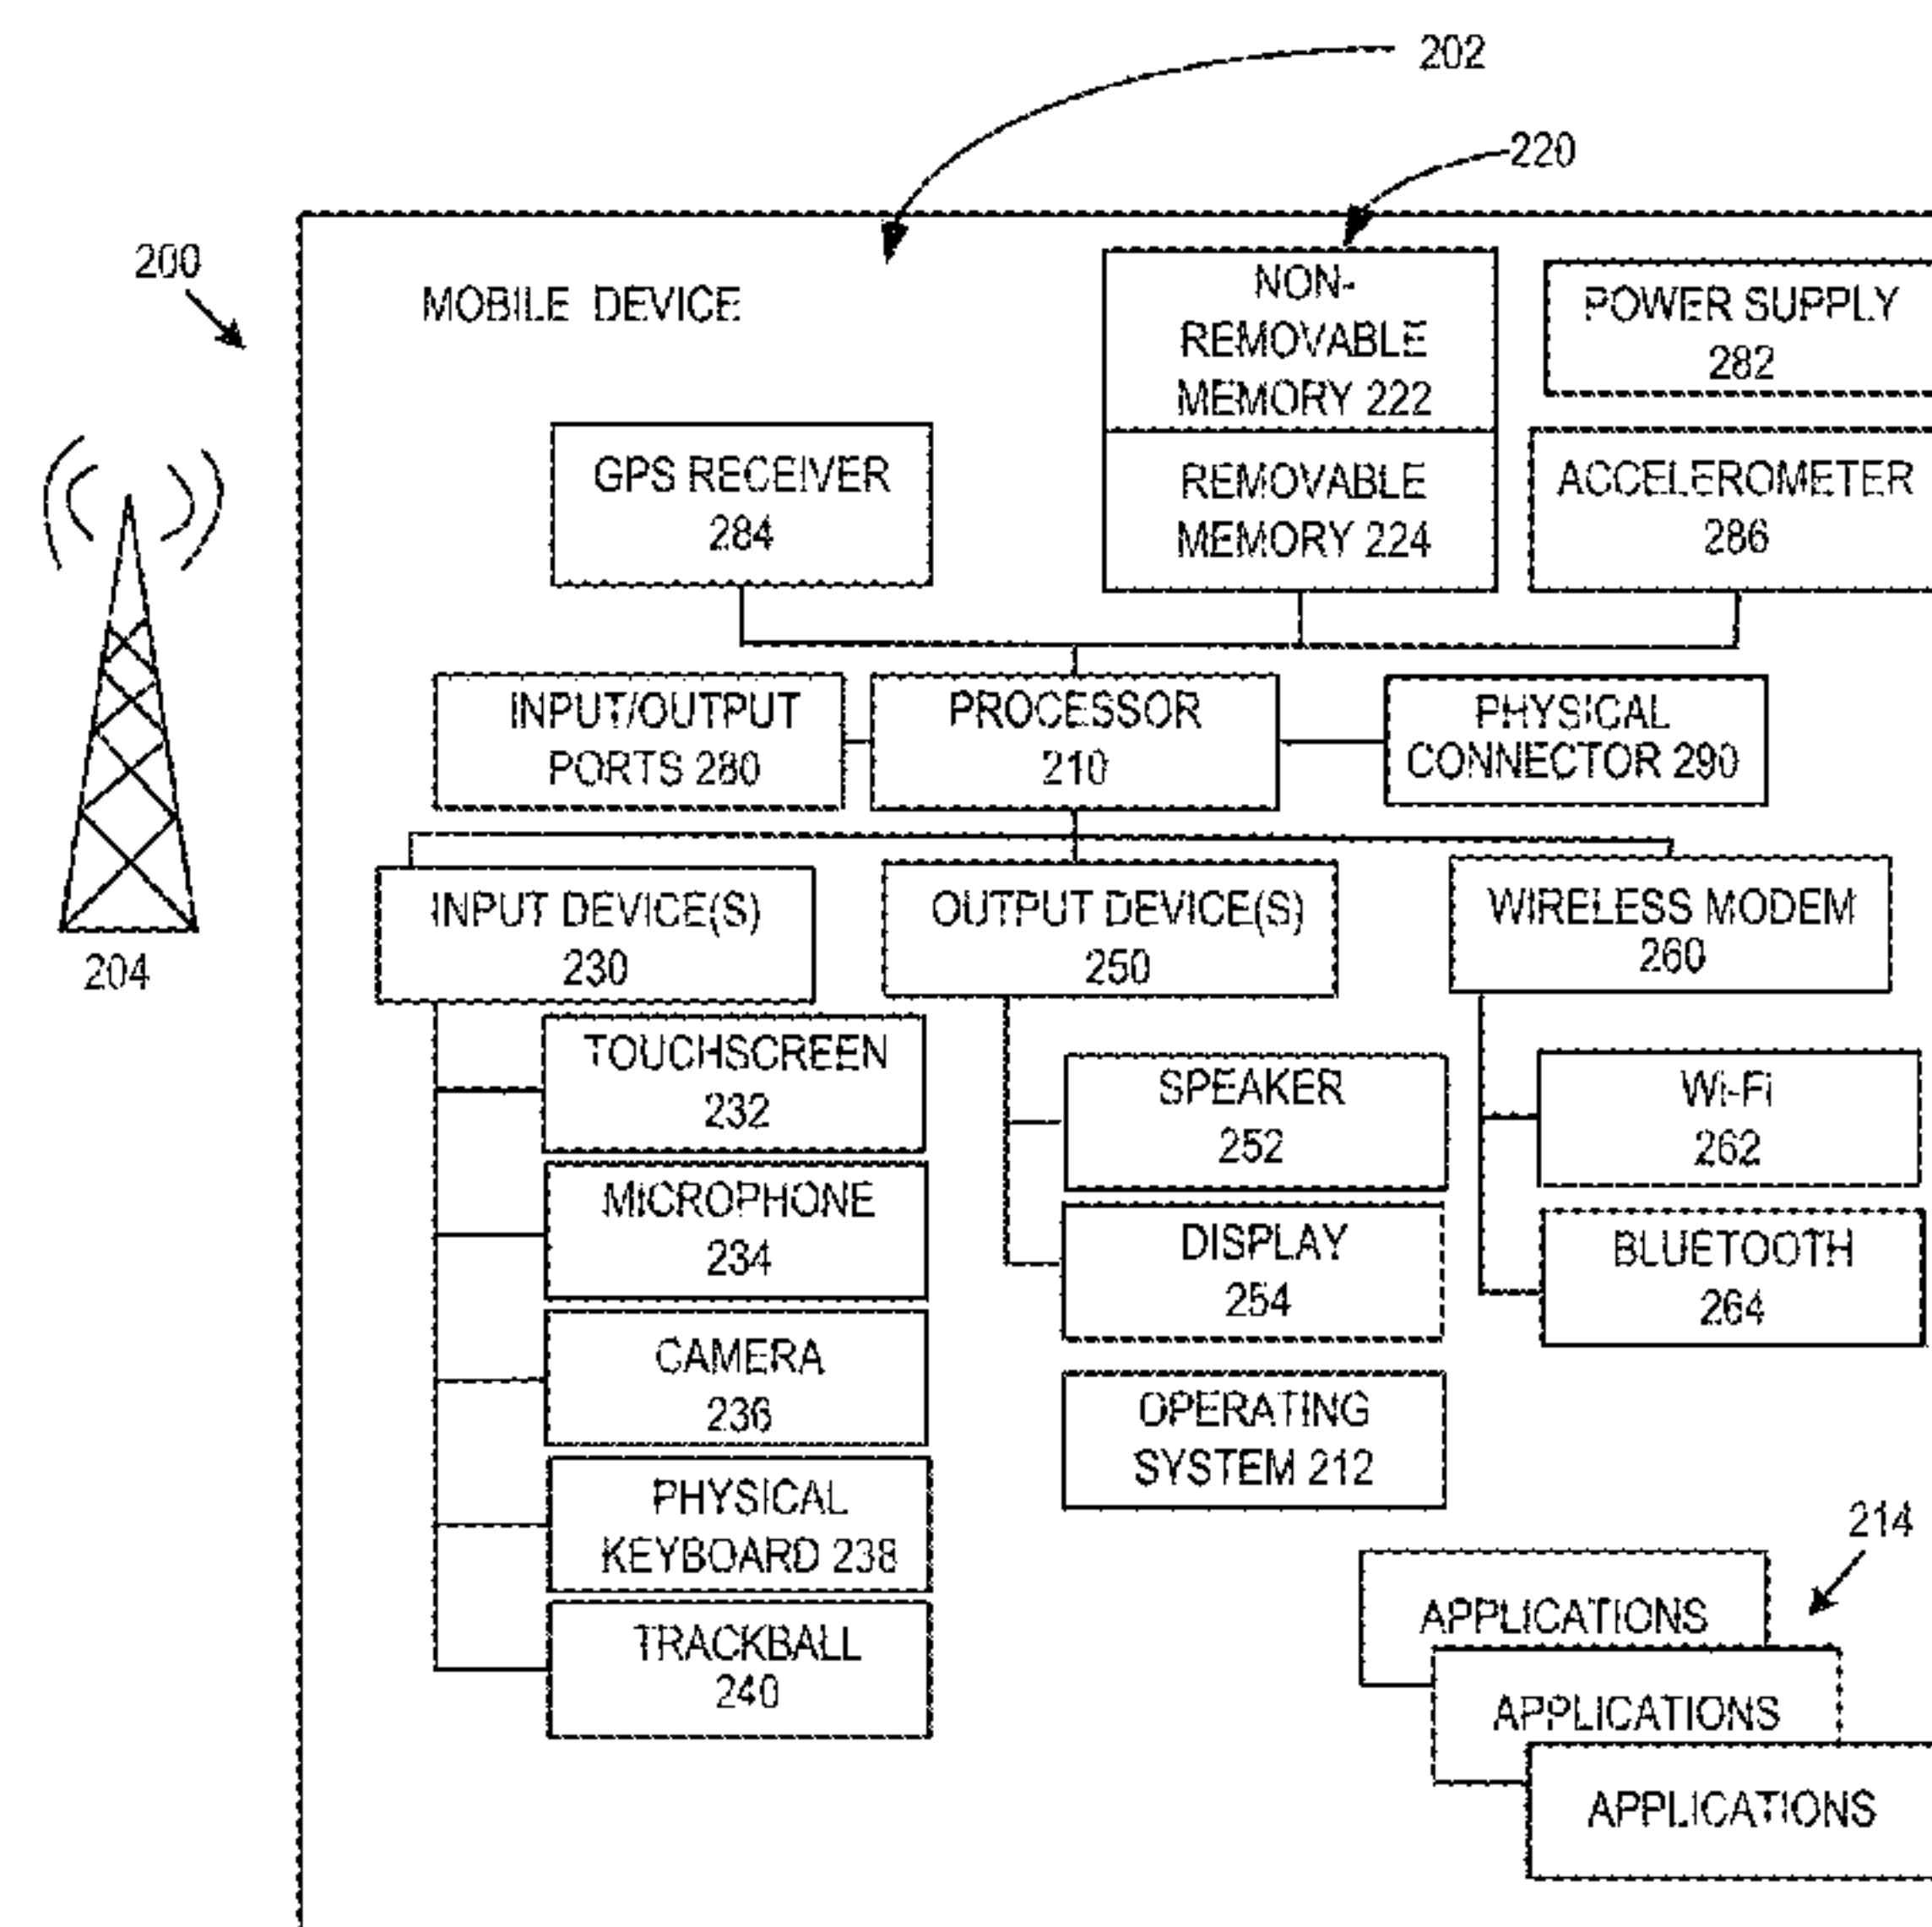 202
220
200
MOBILE DEVICE
NON-
REMOVABLE
MEMORY 222
POWER SUPPLY
282
GPS RECEIVER
284
REMOVABLE
MEMORY 224
ACCELEROMETER
286
INPUT/OUTPUT
PORTS 280
PROCESSOR
210
PHYSICAL
CONNECTOR 290
INPUT DEVICE(S)
230
OUTPUT DEVICE(S)
250
WIRELESS MODEM
260
204
TOUCHSCREEN
232
SPEAKER
252
Wi-Fi
262
MICROPHONE
234
DISPLAY
254
BLUETOOTH
264
CAMERA
236
OPERATING
SYSTEM 212
PHYSICAL
KEYBOARD 238
214
TRACKBALL
240
APPLICATIONS
APPLICATIONS
APPLICATIONS